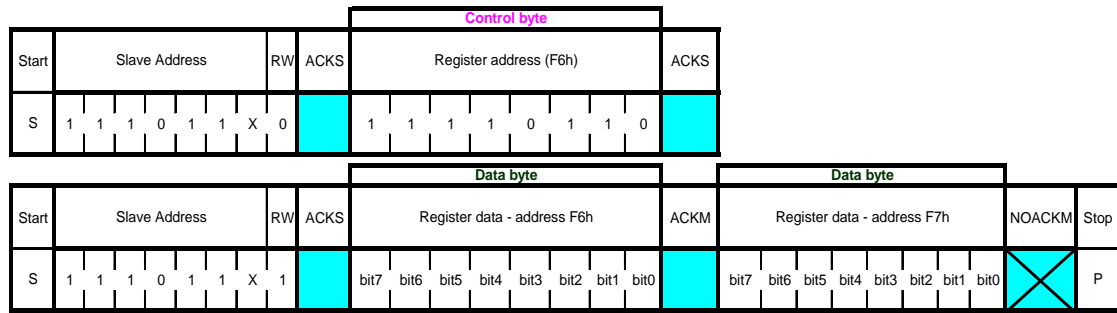 Control byte
Start Slave Address RW ACKS Register address (F6h) ACKS
S 1 1 1 0 1 1 X 0 1 1 1 1 0 1 1 0
Data byte Data byte
Start Slave Address RW ACKS Register data - address F6h ACKM Register data - address F7h NOACKM Stop
S 1 1 1 0 1 1 X 1 bit7 bit6 bit5 bit4 bit3 bit2 bit1 bit0 bit7 bit6 bit5 bit4 bit3 bit2 bit1 bit0 P